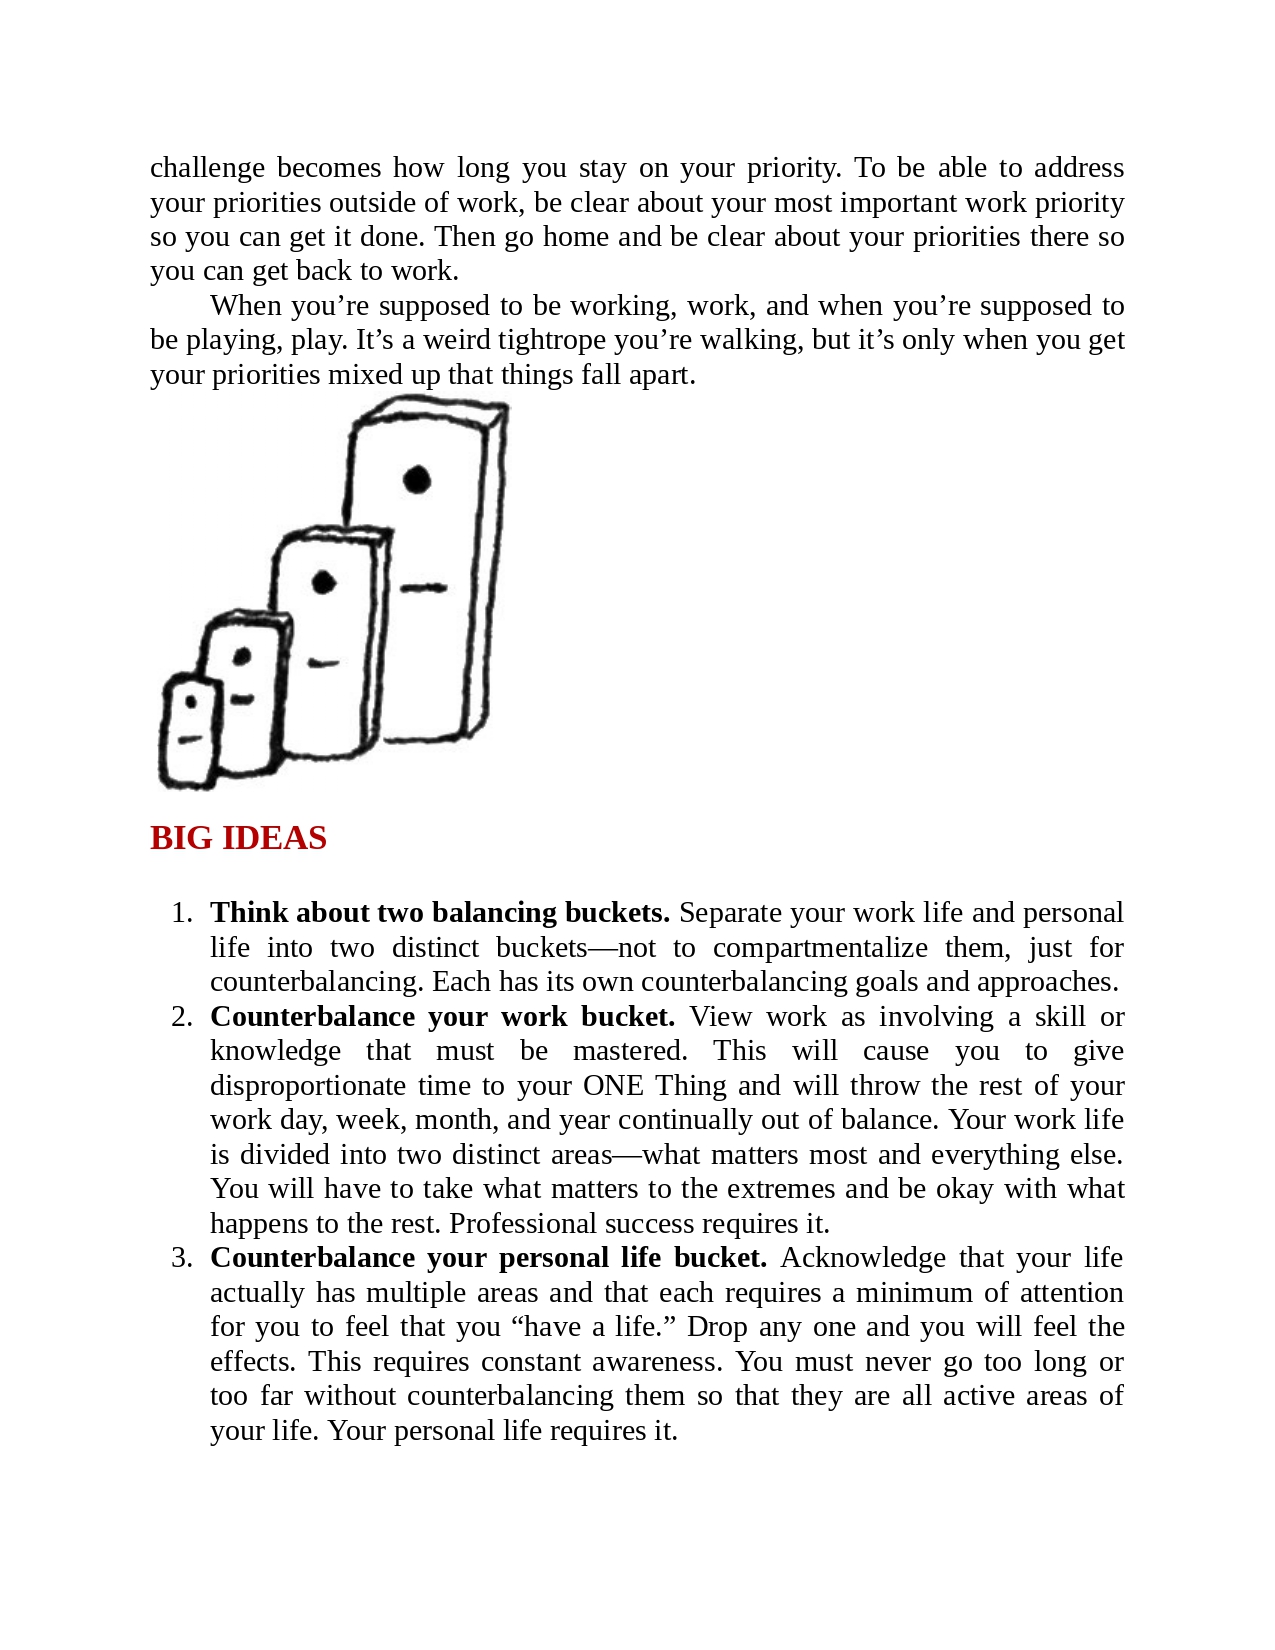 challenge becomes how long you stay on your priority. To be able to address
your priorities outside of work, be clear about your most important work priority
so you can get it done. Then go home and be clear about your priorities there so
you can get back to work.
When you’re supposed to be working, work, and when you’re supposed to
be playing, play. It’s a weird tightrope you’re walking, but it’s only when you get
your priorities mixed up that things fall apart.
BIG IDEAS
1. Think about two balancing buckets. Separate your work life and personal
life into two distinct buckets—not to compartmentalize them, just for
counterbalancing. Each has its own counterbalancing goals and approaches.
2. Counterbalance your work bucket. View work as involving a skill or
knowledge that must be mastered. This will cause you to give
disproportionate time to your ONE Thing and will throw the rest of your
work day, week, month, and year continually out of balance. Your work life
is divided into two distinct areas—what matters most and everything else.
You will have to take what matters to the extremes and be okay with what
happens to the rest. Professional success requires it.
3. Counterbalance your personal life bucket. Acknowledge that your life
actually has multiple areas and that each requires a minimum of attention
for you to feel that you “have a life.” Drop any one and you will feel the
effects. This requires constant awareness. You must never go too long or
too far without counterbalancing them so that they are all active areas of
your life. Your personal life requires it.